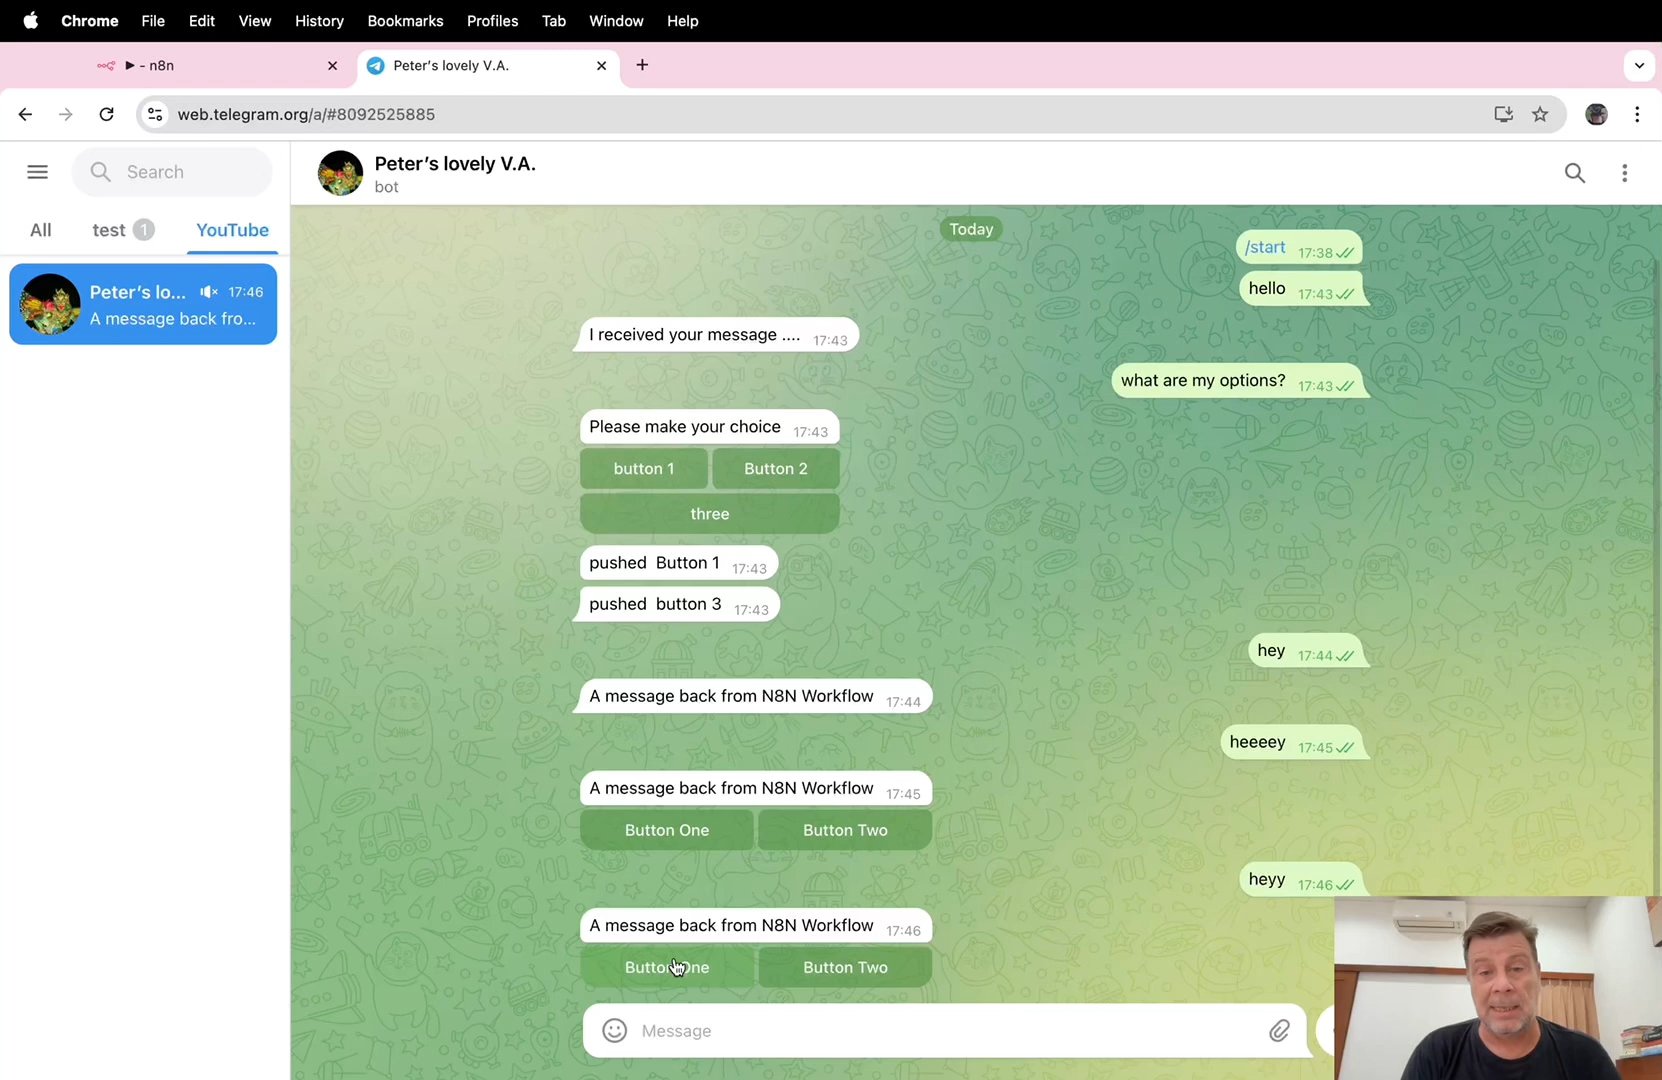 Chrome File Edit View History Bookmarks Profiles Tab Window Help
- n8n
Peter's lovely V.A.
web.telegram.org/a/#8092525885
Search
Peter's lovely V.A.
bot
All test 1 YouTube
Peter's lo... 17:46
A message back fro...
Today
/start 17:38
hello 17:43
I received your message .... 17:43
what are my options? 17:43
Please make your choice 17:43
button 1 Button 2
three
pushed Button 1 17:43
pushed button 3 17:43
hey 17:44
A message back from N8N Workflow 17:44
heeeey 17:45
A message back from N8N Workflow 17:45
Button One Button Two
heyy 17:46
A message back from N8N Workflow 17:46
Button One Button Two
Message